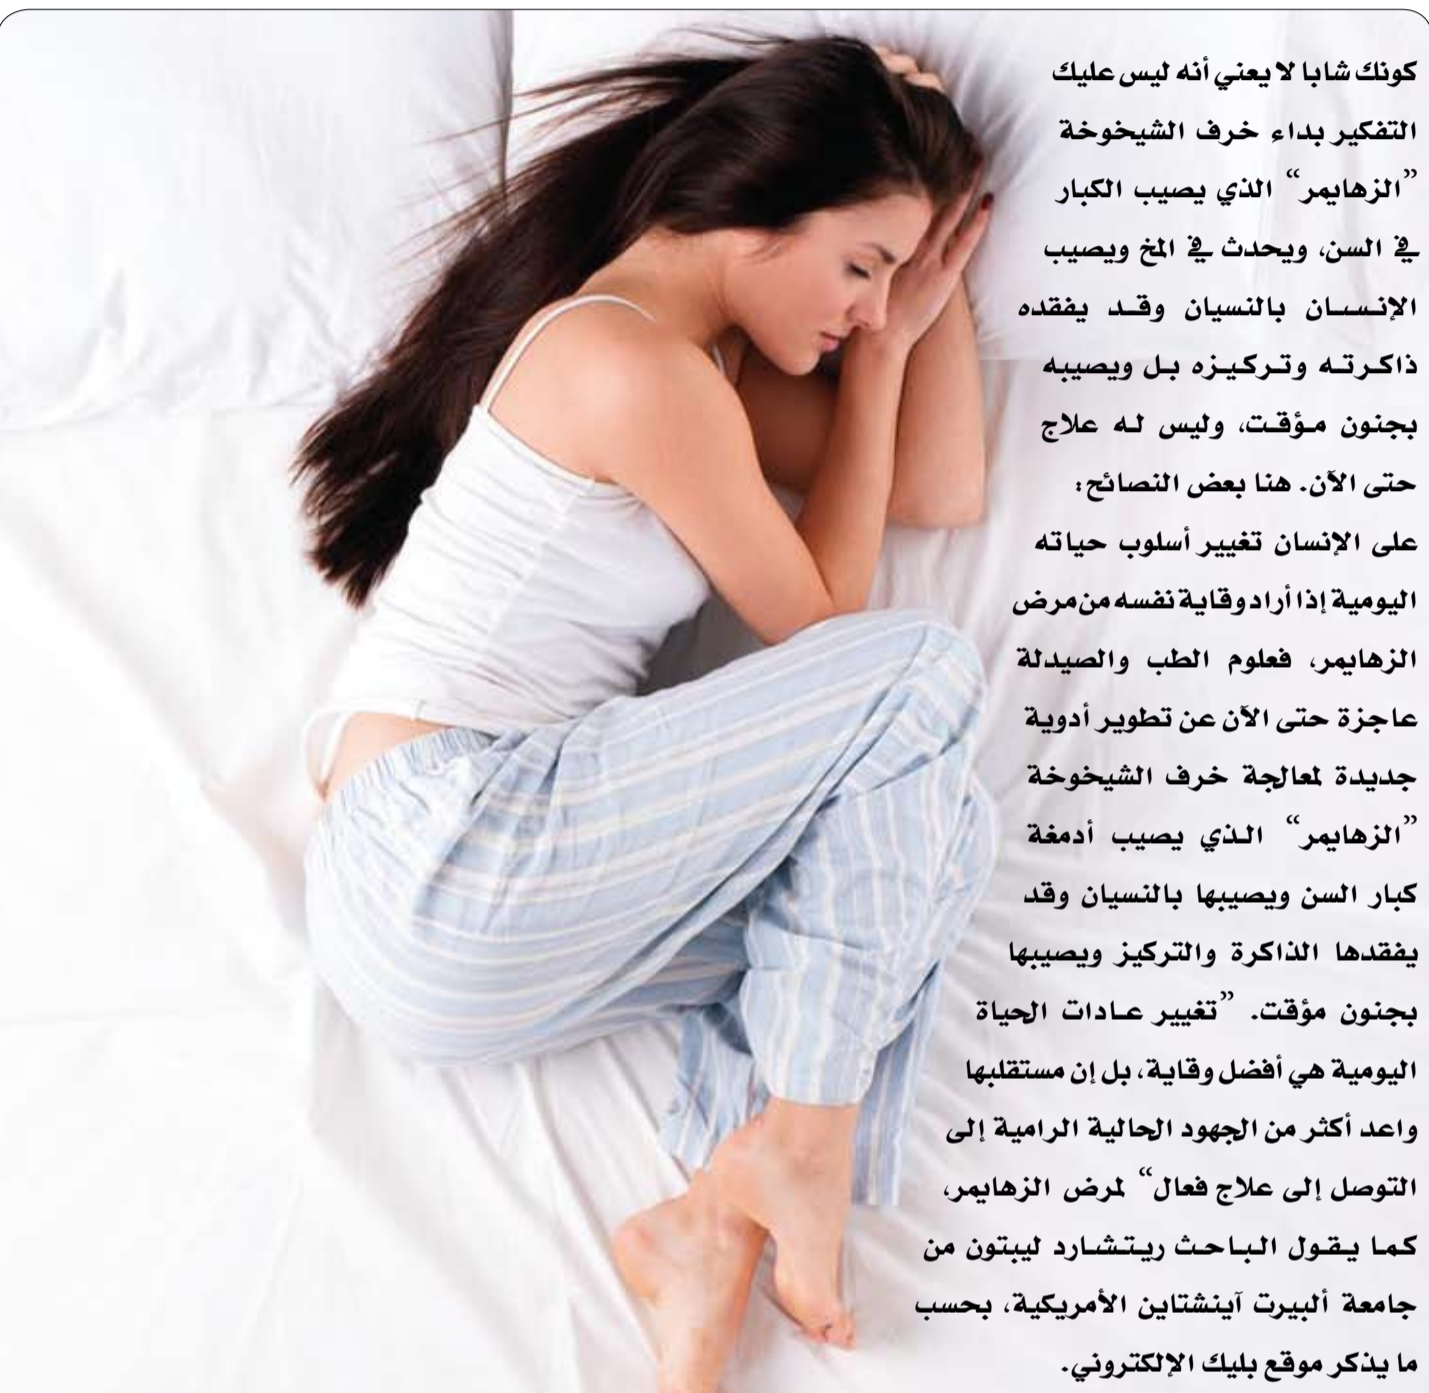 كونك شابا لا يعني أنه ليس عليك
التفكير بداء خرف الشيخوخة
”الزهايمر“ الذي يصيب الكبار
في السن، ويحدث في المخ ويصيب
الإنسان بالنسيان وقد يفقده
ذاكرته وتركيزه بل ويصيبه
بجنون مؤقت، وليس له علاج
حتى الآن. هنا بعض النصائح:
على الإنسان تغيير أسلوب حياته
اليومية إذا أراد وقاية نفسه من مرض
الزهايمر، فعلوم الطب والصيدلة
عاجزة حتى الآن عن تطوير أدوية
جديدة لمعالجة خرف الشيخوخة
”الزهايمر“ الذي يصيب أدمغة
كبار السن ويصيبها بالنسيان وقد
يفقدها الذاكرة والتركيز ويصيبها
بجنون مؤقت. ”تغيير عادات الحياة
اليومية هي أفضل وقاية، بل إن مستقلبها
واعد أكثر من الجهود الحالية الرامية إلى
التوصل إلى علاج فعال“ لمرض الزهايمر،
كما يقول الباحث ريتشارد ليبتون من
جامعة ألبيرت آينشتاين الأمريكية، بحسب
ما يذكر موقع بليك الإلكتروني.